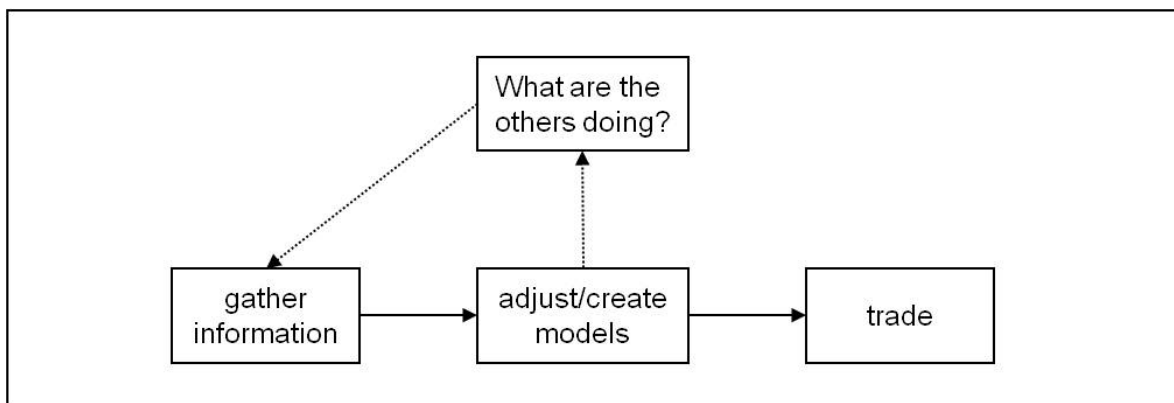 What are the
others doing?
gather
information
adjust/create
models
trade